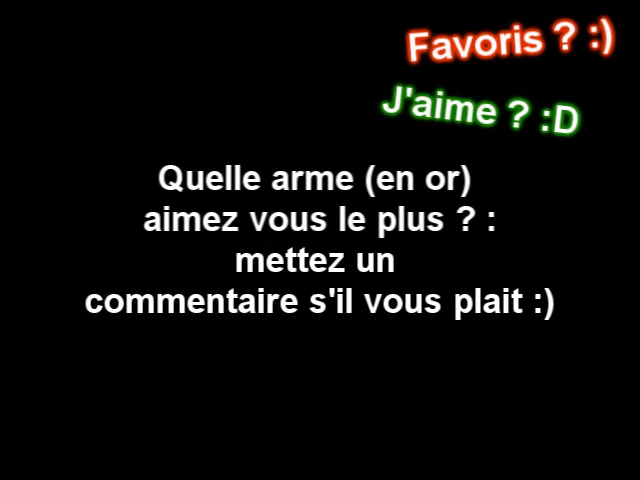 Favoris ? :)
J'aime ? :D
Quelle arme (en or)
aimez vous le plus ? :
mettez un
commentaire s'il vous plait :)